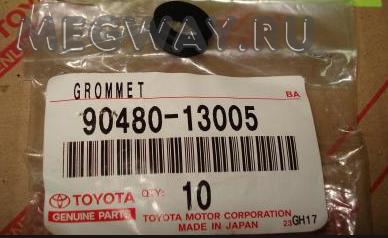 MEGWAY.RU
GROMMET
BA
90480-13005
TOYOTA
GENUINE PARTS
QTY:
10
TOYOTA MOTOR CORPORATION
MADE IN JAPAN
23GH17